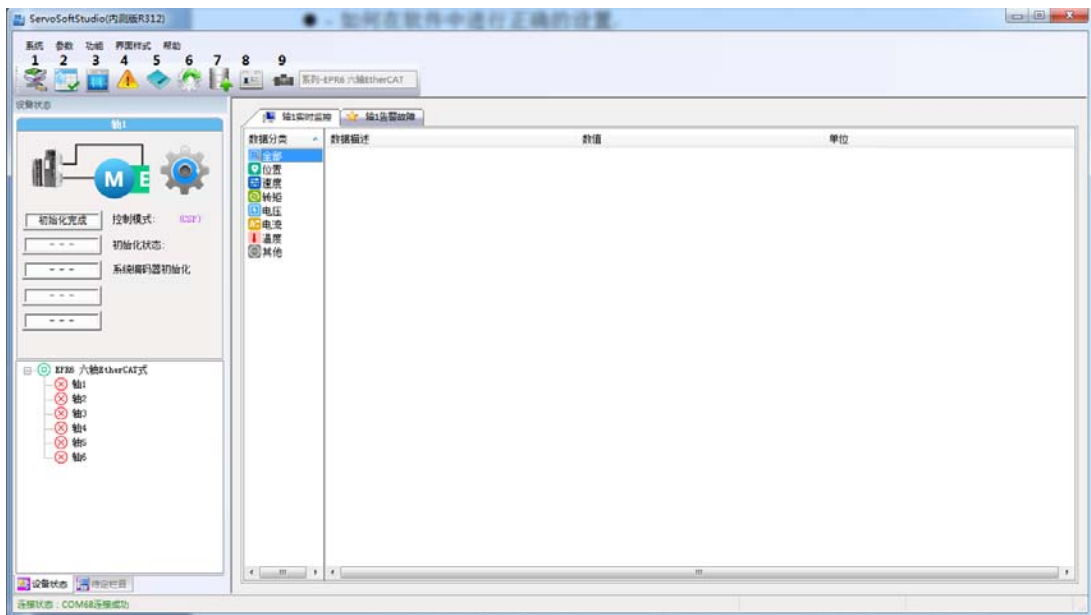 ServoSoftStudio(内测版R312)
● - 如何在软件中进行正确的设置.
系统 参数 功能 界面样式 帮助
1 2 3 4 5 6 7 8 9
系列-EPR6 六轴EtherCAT
设备状态
轴1
M E
初始化完成 控制模式: (CSP)
- - - 初始化状态:
- - - 系统编码器初始化
- - -
- - -
轴1实时监控 轴1告警故障
数据分类 数据描述 数值 单位
全部
位置
速度
转矩
电压
电流
温度
其他
EPR6 六轴EtherCAT式
轴1
轴2
轴3
轴4
轴5
轴6
设备状态 待定栏目
连接状态:COM68连接成功